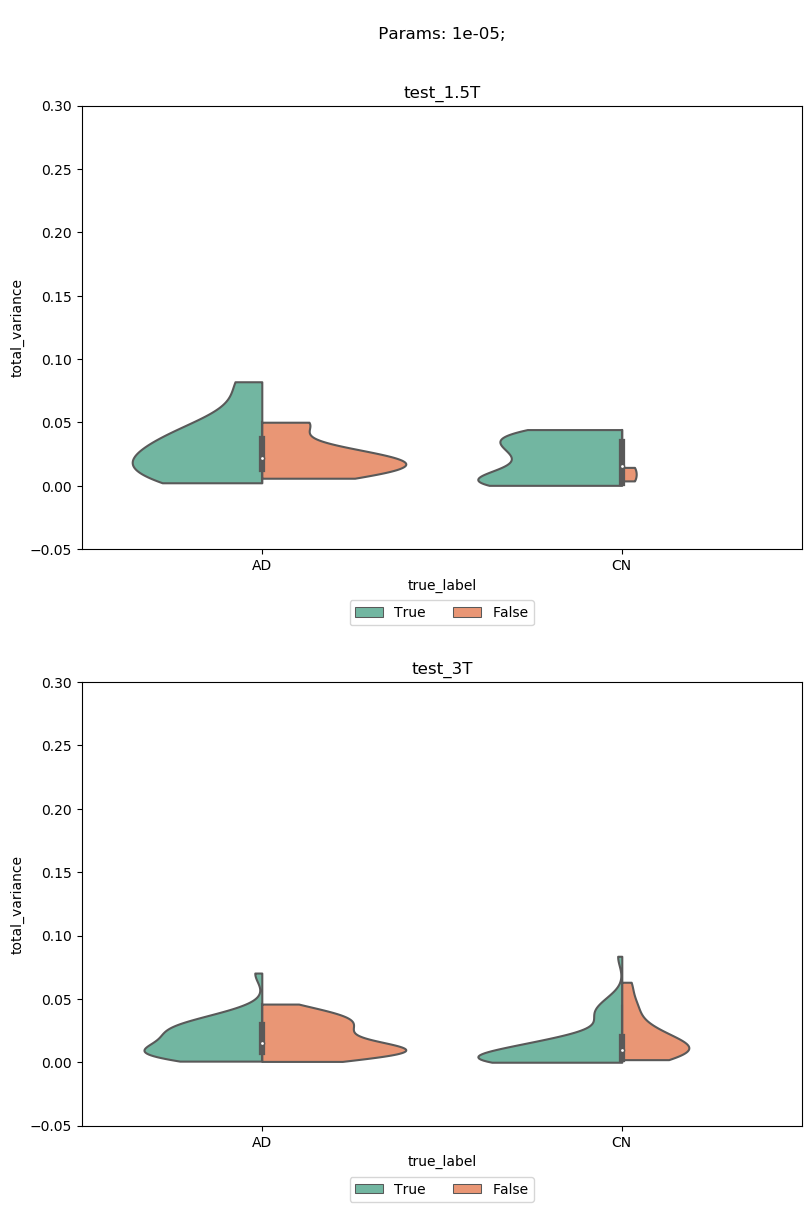 Params: 1e-05;
test_1.5T
0.30
0.25
0.20
0.15
0.10
0.05
0.00
−0.05
total_variance
AD CN
true_label
True False
test_3T
0.30
0.25
0.20
0.15
0.10
0.05
0.00
−0.05
total_variance
AD CN
true_label
True False